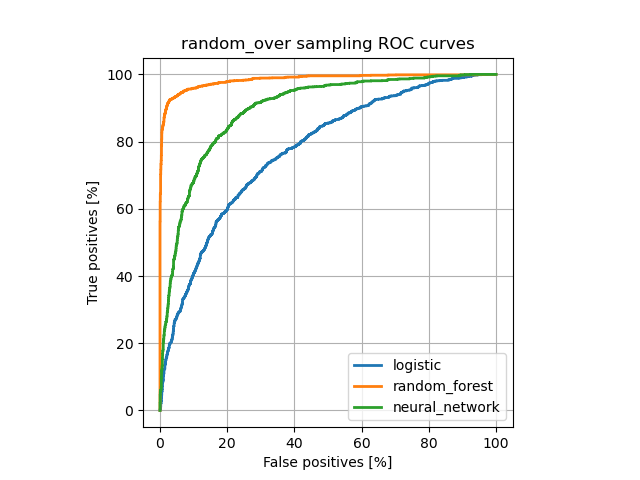 random_over sampling ROC curves
True positives [%]
100
80
60
40
20
0
0 20 40 60 80 100
False positives [%]
logistic
random_forest
neural_network